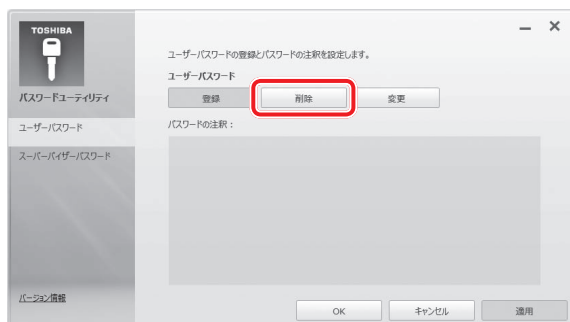 TOSHIBA
パスワードユーティリティ
ユーザーパスワード
スーパーバイザーパスワード
バージョン情報
ユーザーパスワードの登録とパスワードの注釈を設定します。
ユーザーパスワード
登録 削除 変更
パスワードの注釈：
OK キャンセル 適用